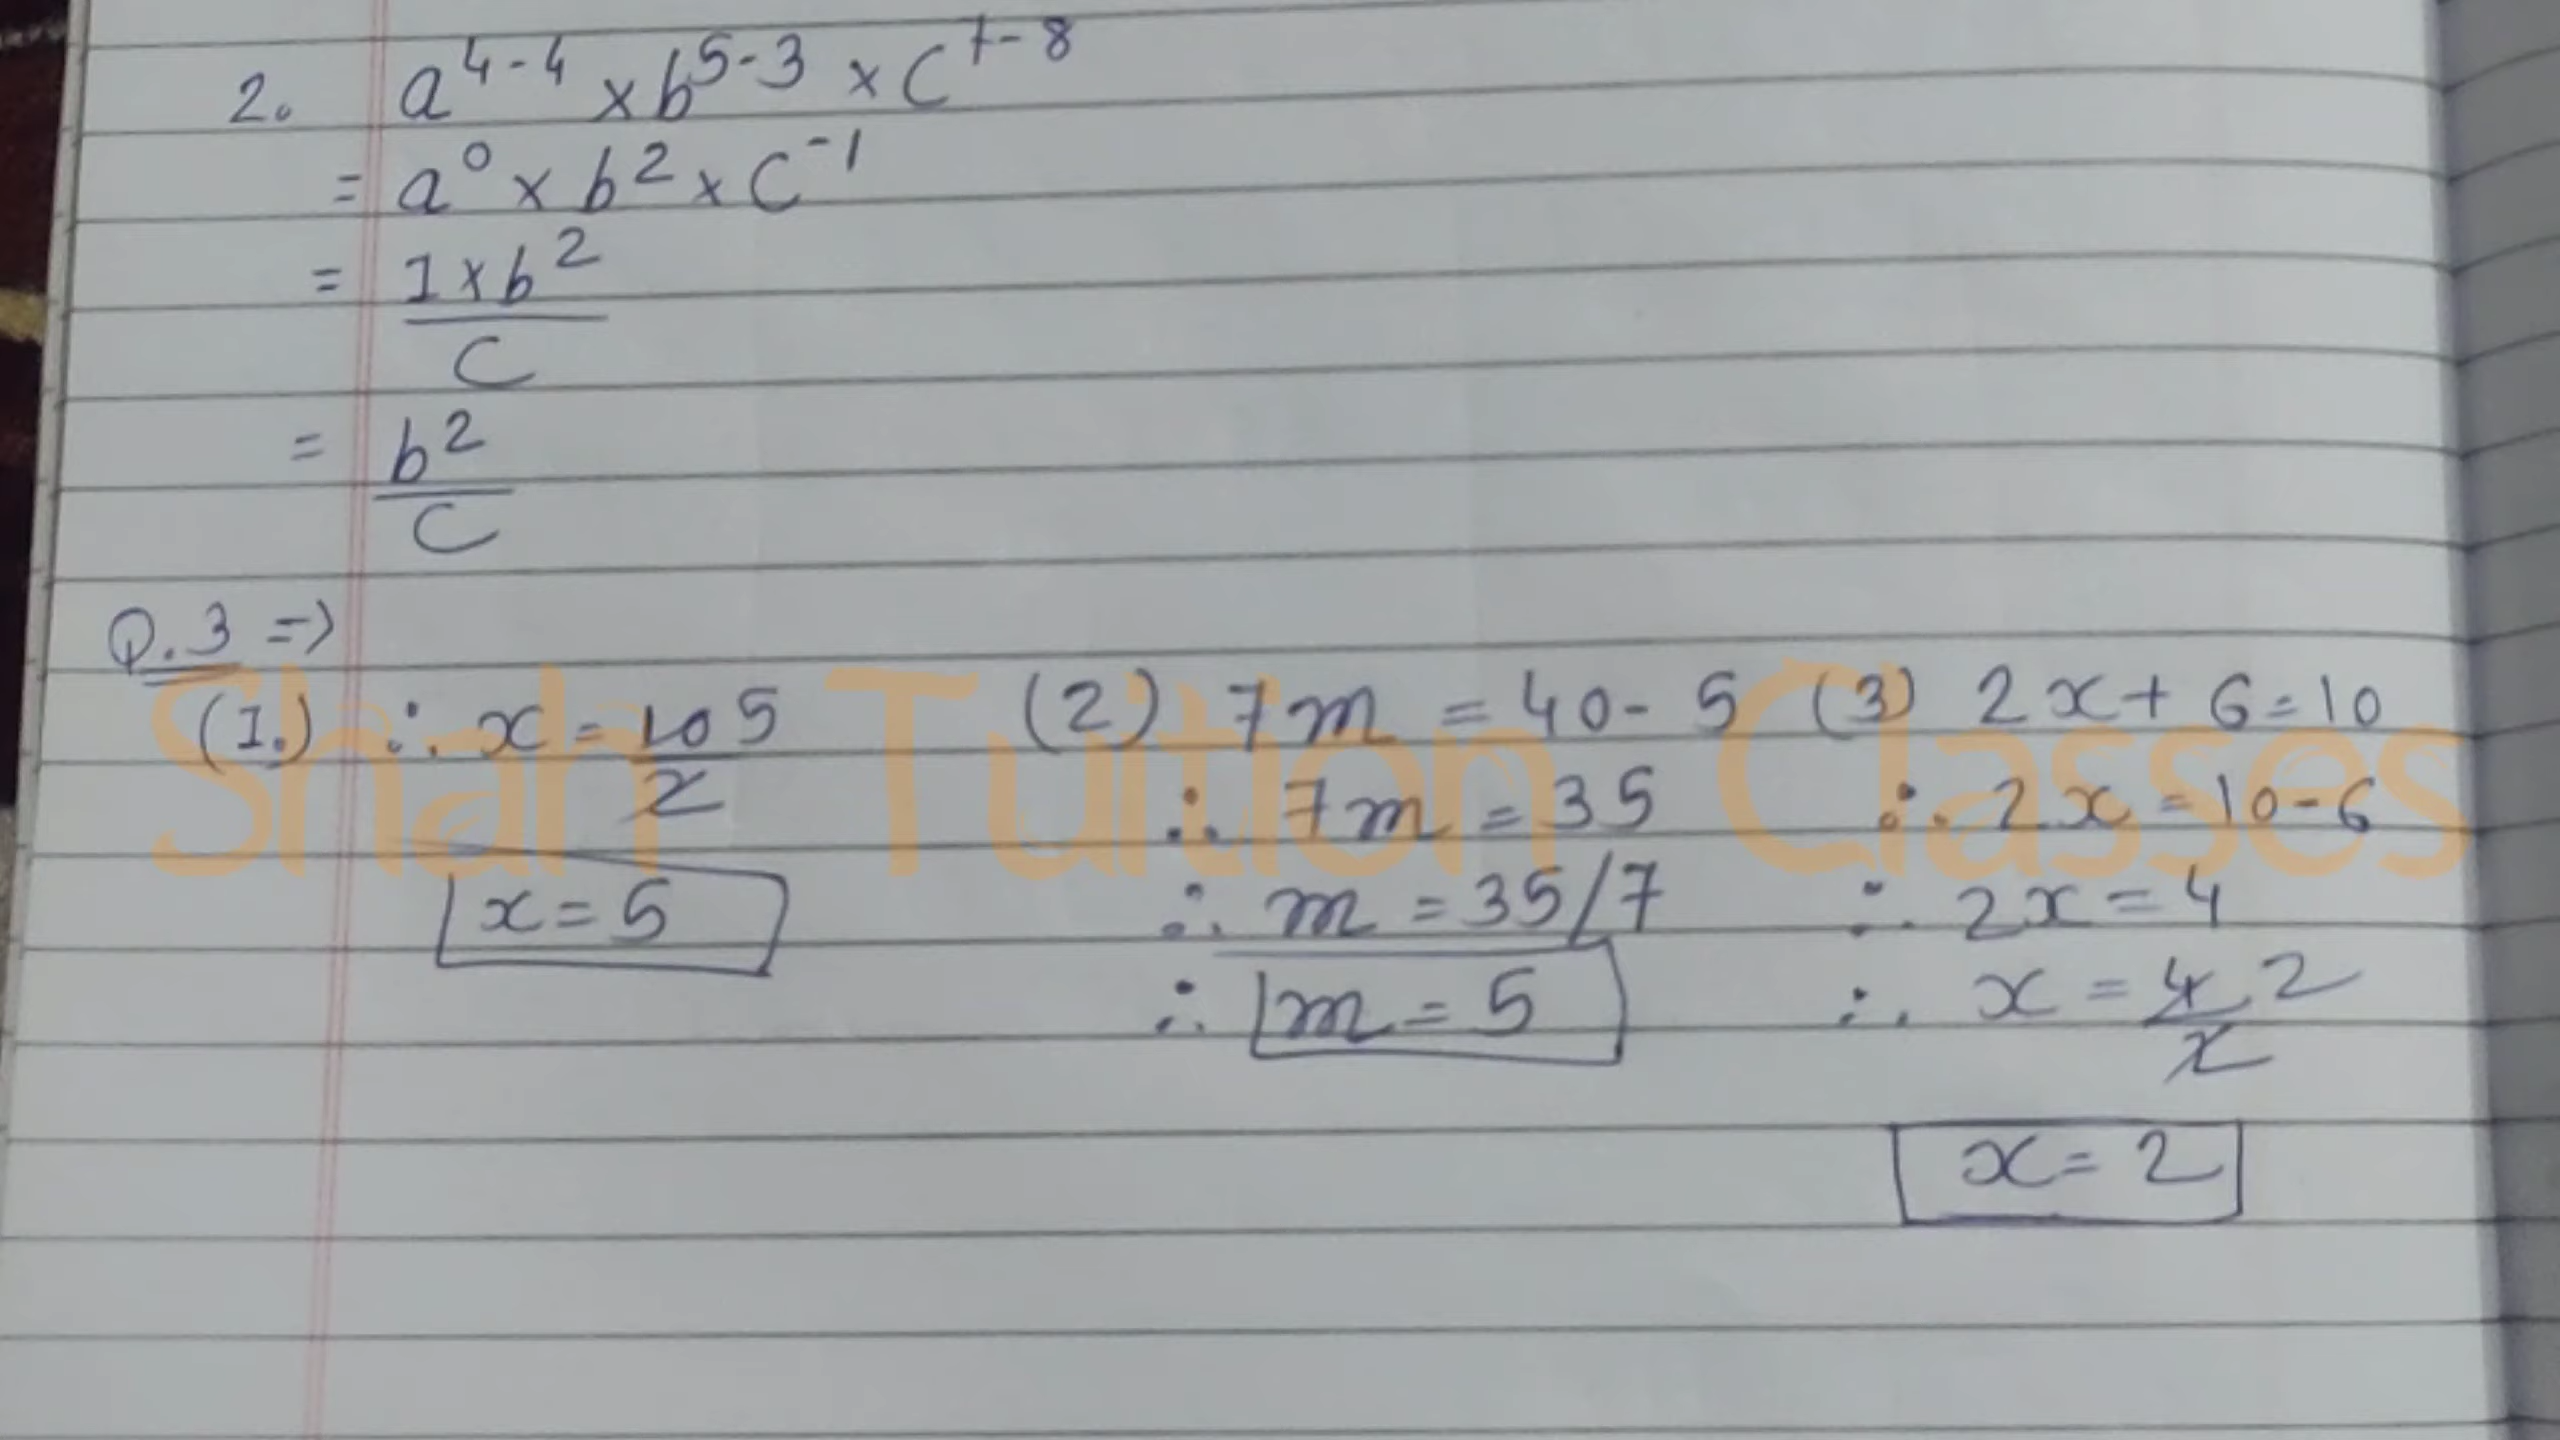 2. a^4-4 × b^5-3 × c^7-8
= a^0 × b^2 × c^-1
= 1×b^2
c
= b^2
c
Q.3 =>
(1.) ∴ x = 10 5
2
x = 5
(2) 7m = 40 - 5
∴ 7m = 35
∴ m = 35/7
∴ m = 5
(3) 2x + 6 = 10
∴ 2x = 10-6
∴ 2x = 4
∴ x = 4 2
2
x = 2
Shah Tuition Classes